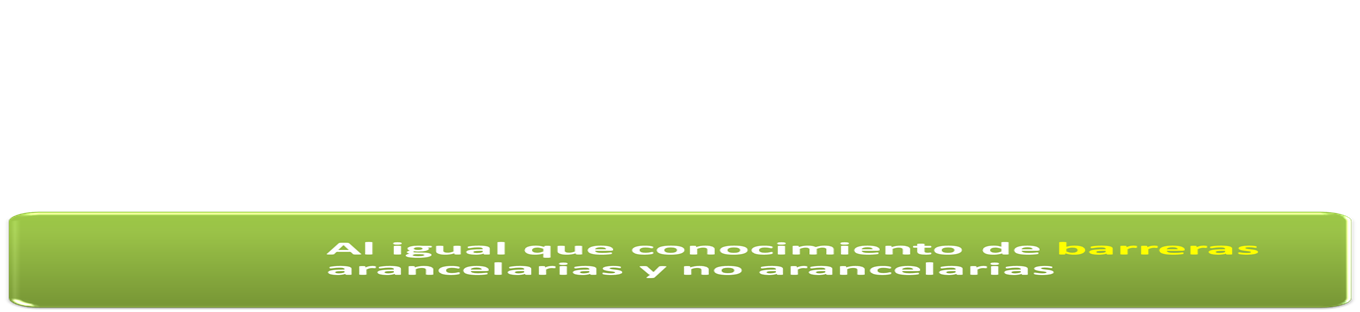 Al igual que conocimiento de barreras
arancelarias y no arancelarias